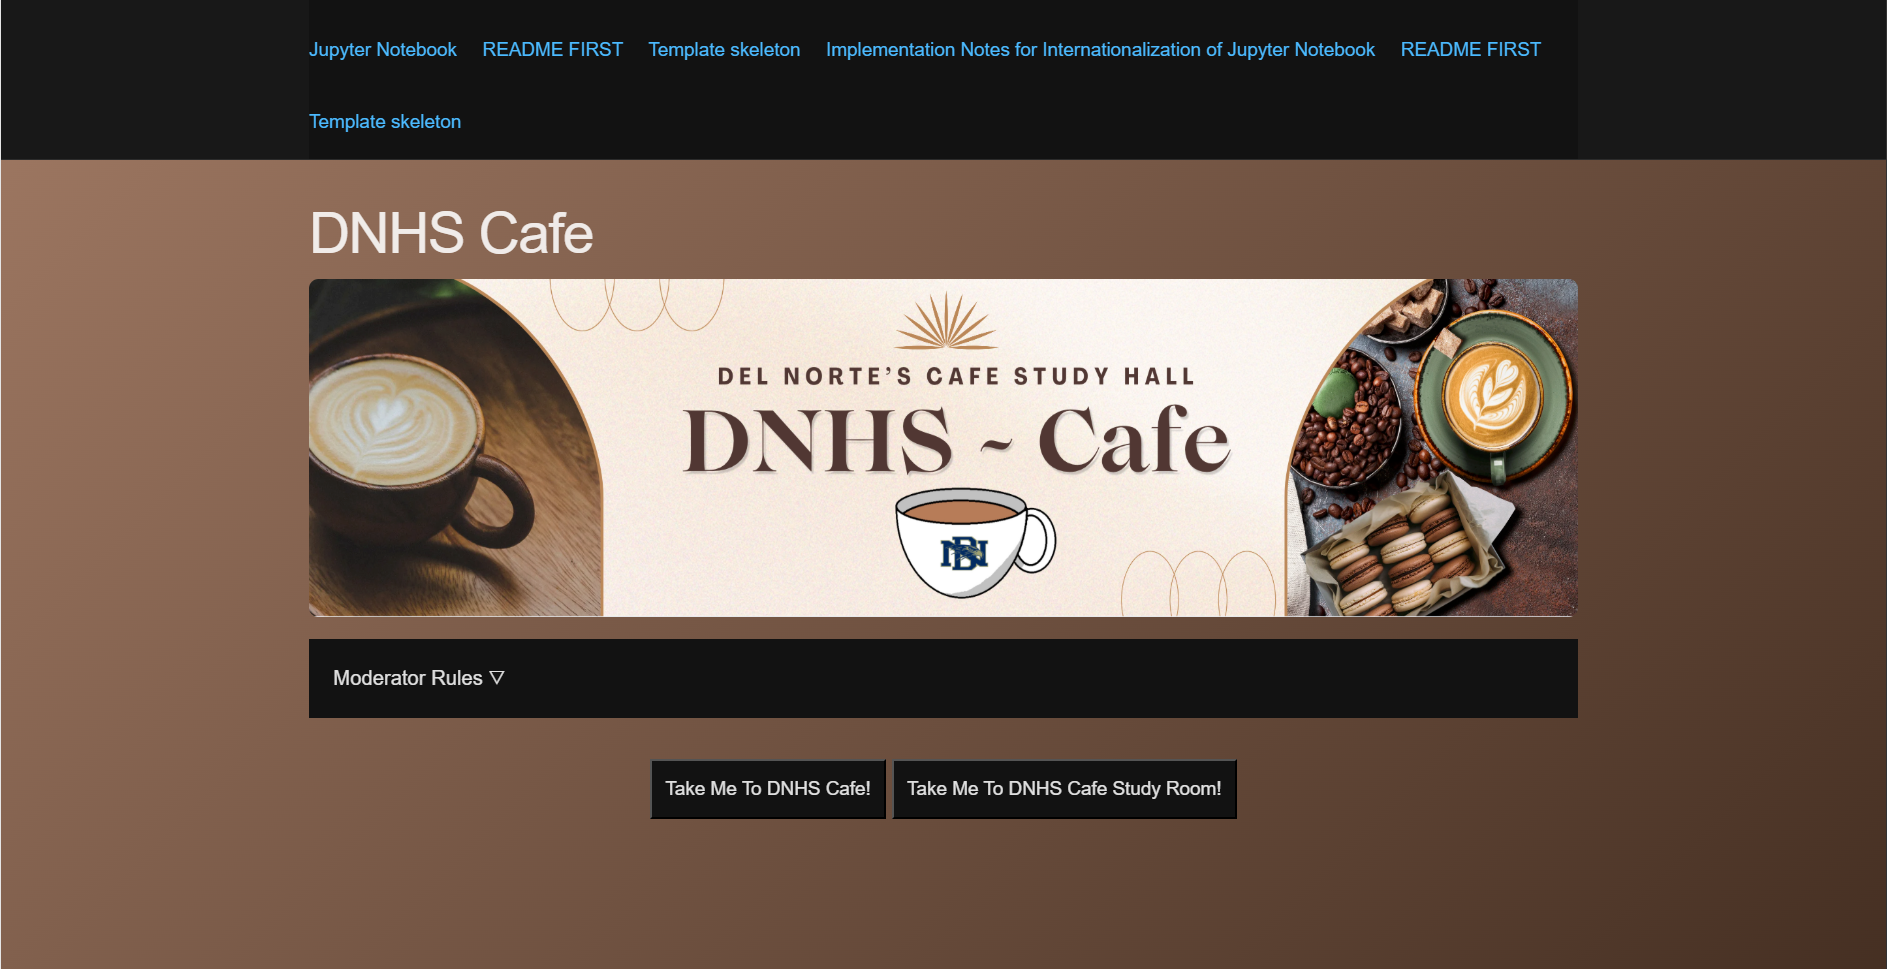 Jupyter Notebook README FIRST Template skeleton Implementation Notes for Internationalization of Jupyter Notebook README FIRST
Template skeleton
DNHS Cafe
DEL NORTE'S CAFE STUDY HALL
DNHS ~ Cafe
DN
Moderator Rules ▽
Take Me To DNHS Cafe! Take Me To DNHS Cafe Study Room!